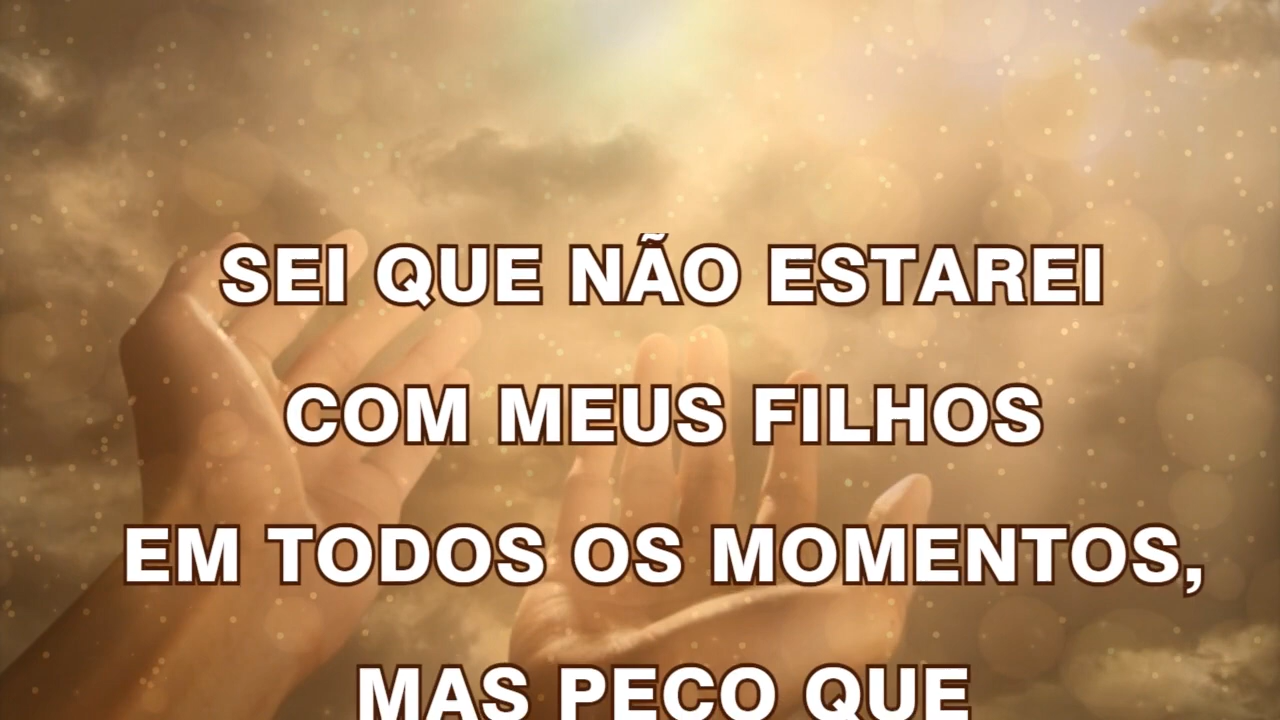 SEI QUE NÃO ESTAREI
COM MEUS FILHOS
EM TODOS OS MOMENTOS,
MAS PEÇO QUE